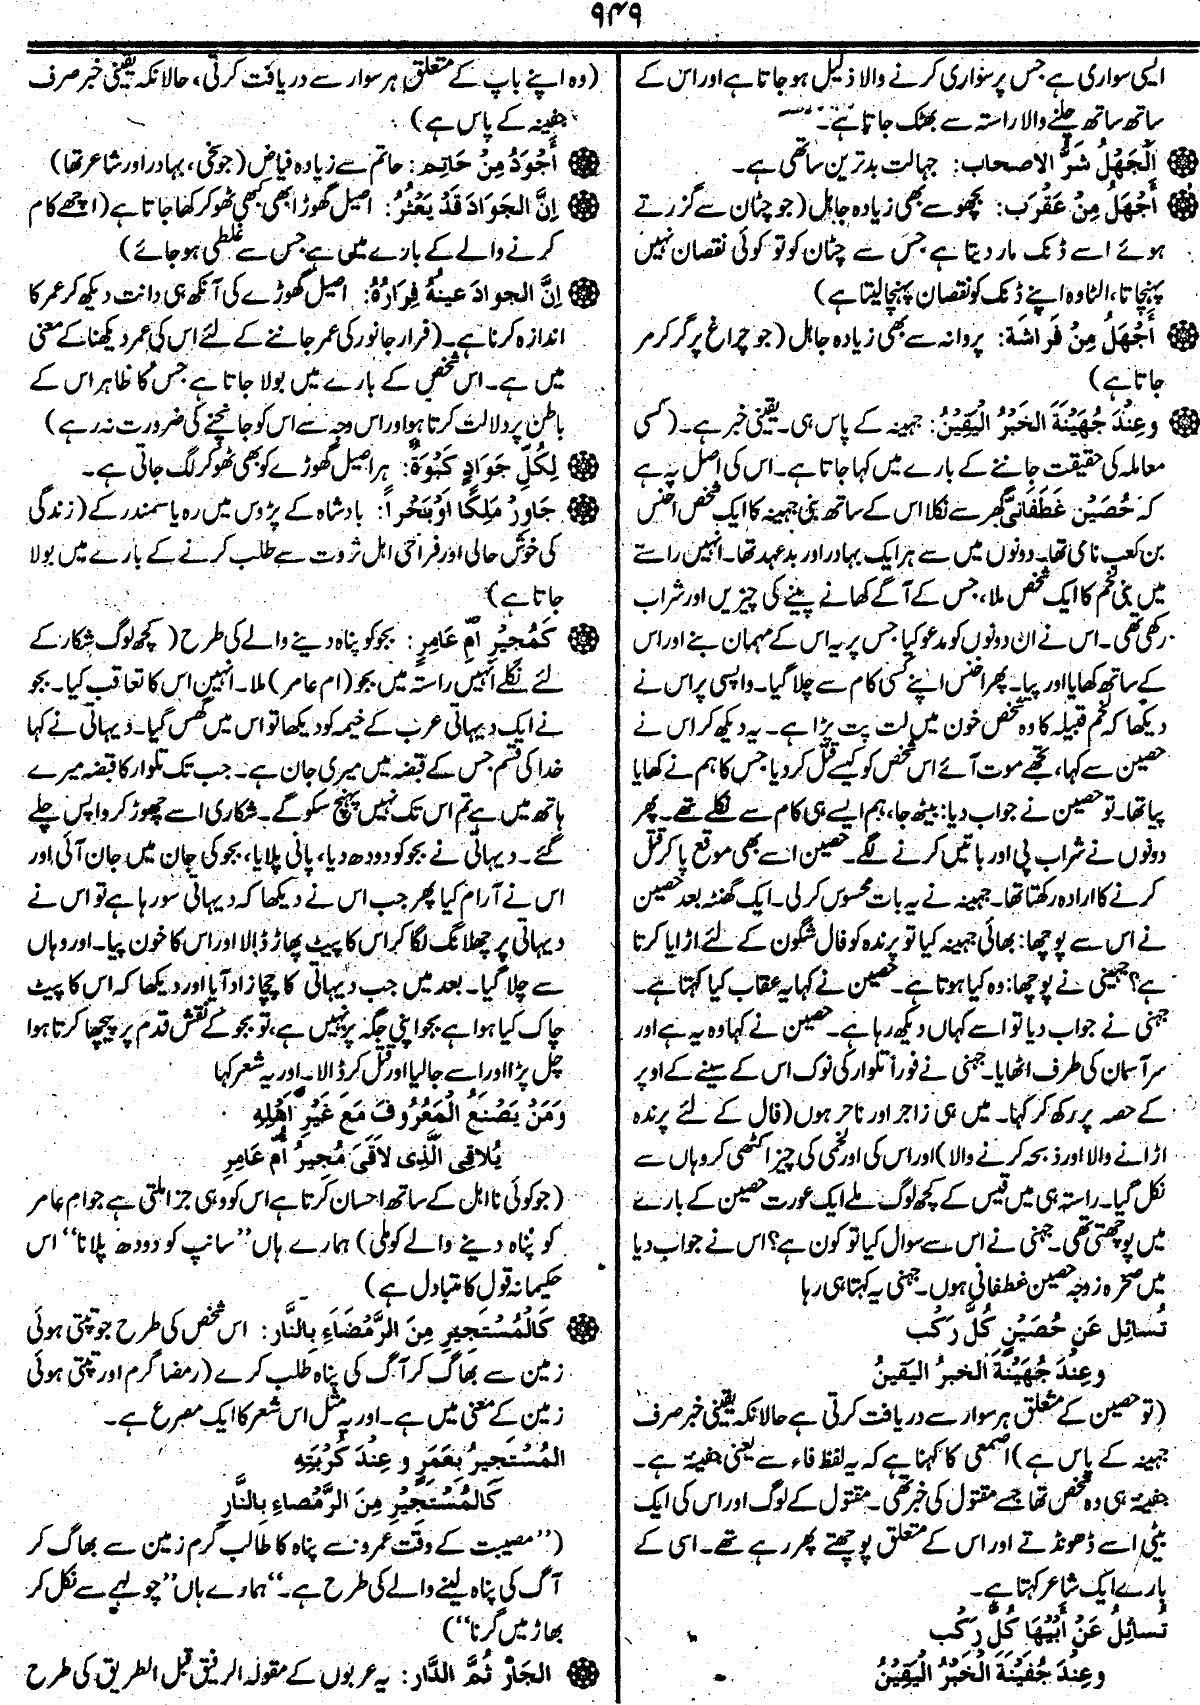 ۹۴۹
ایسی سواری ہے جس پر سواری کرنے والا ذلیل ہو جاتا ہے اور اس کے
ساتھ ساتھ چلنے والا راستہ سے بھٹک جاتا ہے۔
اَلْجَهْلُ شَرُّ الاصحاب: جہالت بدترین ساتھی ہے۔
أَجْهَلُ مِنْ عَقْرَب: بچھو سے بھی زیادہ جاہل (جو چٹان سے گزرتے
ہوئے اسے ڈنک مار دیتا ہے جس سے چٹان کو تو کوئی نقصان نہیں
پہنچاتا، الٹا وہ اپنے ڈنک کو نقصان پہنچا لیتا ہے)
أَجْهَلُ مِنْ فَرَاشَة: پروانہ سے بھی زیادہ جاہل (جو چراغ پر گر کر مر
جاتا ہے)
وعِنْدَ جُهَيْنَةَ الخَبَرُ الْيَقِيْنُ: جہینہ کے پاس ہی۔ یقینی خبر ہے۔ (کسی
معاملہ کی حقیقت جاننے کے بارے میں کہا جاتا ہے۔ اس کی اصل یہ ہے
کہ حُصَيْن غَطَفَانِيّ گھر سے نکلا اس کے ساتھ بنی جہینہ کا ایک شخص اخنس
بن کعب نامی تھا۔ دونوں میں سے ہر ایک بہادر اور بدعہد تھا۔ انہیں راستے
میں بنی لخم کا ایک شخص ملا، جس کے آگے کھانے پینے کی چیزیں اور شراب
رکھی تھی۔ اس نے ان دونوں کو مدعو کیا جس پر یہ اس کے مہمان بنے اور اس
کے ساتھ کھایا اور پیا۔ پھر اخنس اپنے کسی کام سے چلا گیا۔ واپسی پر اس نے
دیکھا کہ لخم قبیلہ کا وہ شخص خون میں لت پت پڑا ہے۔ یہ دیکھ کر اس نے
حصین سے کہا، تجھے موت آئے اس شخص کو کیسے قتل کر دیا جس کا ہم نے کھایا
پیا تھا۔ تو حصین نے جواب دیا: بیٹھ جا، ہم ایسے ہی کام سے نکلے تھے۔ پھر
دونوں نے شراب پی اور باتیں کرنے لگے۔ حصین اسے بھی موقع پا کر قتل
کرنے کا ارادہ رکھتا تھا۔ جہینہ نے یہ بات محسوس کر لی۔ ایک گھنٹہ بعد حصین
نے اس سے پوچھا: بھائی جہینہ کیا تو پرندہ کو فال شگون کے لئے اڑایا کرتا
ہے؟ جہینی نے پوچھا: وہ کیا ہوتا ہے۔ حصین نے کہا یہ عقاب کیا کہتا ہے۔
جہنی نے جواب دیا تو اسے کہاں دیکھ رہا ہے۔ حصین نے کہا وہ یہ ہے اور
سر آسمان کی طرف اٹھایا۔ جہنی نے فوراً تلوار کی نوک اس کے سینے کے اوپر
کے حصہ پر رکھ کر کہا۔ میں ہی زاجر اور ناحر ہوں (فال کے لئے پرندہ
اڑانے والا اور ذبحہ کرنے والا) اور اس کی اور لخمی کی چیز اکٹھی کر وہاں سے
نکل گیا۔ راستہ ہی میں قیس کے کچھ لوگ ملے ایک عورت حصین کے بارے
میں پوچھتی تھی۔ جہنی نے اس سے سوال کیا تو کون ہے؟ اس نے جواب دیا
میں صخرہ زوجہ حصین غطفانی ہوں۔ جہنی یہ کہتا ہی رہا
تُسائِل عَن حُصَيْنٍ كُلَّ رَكْب
وعِنْدَ جُهَيْنَةَ الخبرُ اليَقينُ
(تو حصین کے متعلق ہر سوار سے دریافت کرتی ہے حالانکہ یقینی خبر صرف
جہینہ کے پاس ہے) اصمعی کا کہنا ہے کہ یہ لفظ فاء سے یعنی جفینۃ ہے۔
جفینۃ ہی وہ شخص تھا جسے مقتول کی خبر تھی۔ مقتول کے لوگ اور اس کی ایک
بیٹی اسے ڈھونڈتے اور اس کے متعلق پوچھتے پھر رہے تھے۔ اسی کے
بارے ایک شاعر کہتا ہے۔
تُسائِلُ عَنْ أَبْيَهَا كُلُّ رَكْب
وعِنْدَ جُفَيْنَةَ الْخَبَرُ الْيَقِيْنُ
(وہ اپنے باپ کے متعلق ہر سوار سے دریافت کرتی، حالانکہ یقینی خبر صرف
جفینہ کے پاس ہے)
أَجْوَدُ مِنْ حَاتِم: حاتم سے زیادہ فیاض (جو سخی، بہادر اور شاعر تھا)
اِنَّ الجَوَادَ قَدْ يَعْثُرُ: اصیل گھوڑا بھی کبھی ٹھوکر کھا جاتا ہے (اچھے کام
کرنے والے کے بارے میں ہے جس سے غلطی ہو جائے)
اِنَّ الجوادَ عينُهُ فِرَارُهُ: اصیل گھوڑے کی آنکھ ہی دانت دیکھ کر عمر کا
اندازہ کرنا ہے۔ (فرار جانور کی عمر جاننے کے لئے اس کی عمر دیکھنا کے معنی
میں ہے۔ اس شخص کے بارے میں بولا جاتا ہے جس کا ظاہر اس کے
باطن پر دلالت کرتا ہو اور اس وجہ سے اس کو جانچنے کی ضرورت نہ رہے)
لِكُلِّ جَوَادٍ كَبْوَةٌ: ہر اصیل گھوڑے کو بھی ٹھوکر لگ جاتی ہے۔
جَاوِرْ مَلِكًا اَوْ بَحْراً: بادشاہ کے پڑوس میں رہ یا سمندر کے (زندگی
کی خوش حالی اور فراخی اہل ثروت سے طلب کرنے کے بارے میں بولا
جاتا ہے)
كَمُجِيْرِ اُمِّ عَامِر: بجو کو پناہ دینے والے کی طرح (کچھ لوگ شکار کے
لئے نکلے انہیں راستہ میں بجو (ام عامر) ملا۔ انہیں اس کا تعاقب کیا۔ بجو
نے ایک دیہاتی عرب کے خیمہ کو دیکھا تو اس میں گھس گیا۔ دیہاتی نے کہا
خدا کی قسم جس کے قبضہ میں میری جان ہے۔ جب تک تلوار کا قبضہ میرے
ہاتھ میں ہے تم اس تک نہیں پہنچ سکو گے۔ شکاری اسے چھوڑ کر واپس چلے
گئے۔ دیہاتی نے بجو کو دودھ دیا، پانی پلایا، بجو کی جان میں جان آئی اور
اس نے آرام کیا پھر جب اس نے دیکھا کہ دیہاتی سو رہا ہے تو اس نے
دیہاتی پر چھلانگ لگا کر اس کا پیٹ پھاڑ ڈالا اور اس کا خون پیا۔ اور وہاں
سے چلا گیا۔ بعد میں جب دیہاتی کا چچا زاد آیا اور دیکھا کہ اس کا پیٹ
چاک کیا ہوا ہے بجو اپنی جگہ پر نہیں ہے، تو بجو کے نقش قدم پر پیچھا کرتا ہوا
چل پڑا اور اسے جا لیا اور قتل کر ڈالا۔ اور یہ شعر کہا
وَمَنْ يَصْنَعِ الْمَعْرُوفَ مَعَ غَيْرِ اَهْلِهِ
يُلاَقِي الَّذِي لاَقَىٰ مُجِيرُ اُمِّ عَامِرِ
(جو کوئی نااہل کے ساتھ احسان کرتا ہے اس کو وہی جزا ملتی ہے جو ام عامر
کو پناہ دینے والے کو ملی) ہمارے ہاں ”سانپ کو دودھ پلانا“ اس
حکیمانہ قول کا متبادل ہے)
كَالْمُسْتَجِيرِ مِنَ الرَّمْضَاءِ بِالنَّار: اس شخص کی طرح جو تپتی ہوئی
زمین سے بھاگ کر آگ کی پناہ طلب کرے (رمضا گرم اور تپتی ہوئی
زمین کے معنی میں ہے۔ اور یہ مثل اس شعر کا ایک مصرع ہے۔
المُسْتجيرُ بِعَمَرٍ و عِندَ كُرْبَتِه
كَالمُسْتَجِيْرِ مِنَ الرَّمْضَاءِ بِالنَّارِ
(”مصیبت کے وقت عمرو سے پناہ کا طالب گرم زمین سے بھاگ کر
آگ کی پناہ لینے والے کی طرح ہے۔“ ہمارے ہاں ”چولہے سے نکل کر
بھاڑ میں گرنا“)
الجَارَ ثُمَّ الدَّار: یہ عربوں کے مقولہ الرفیق قبل الطریق کی طرح